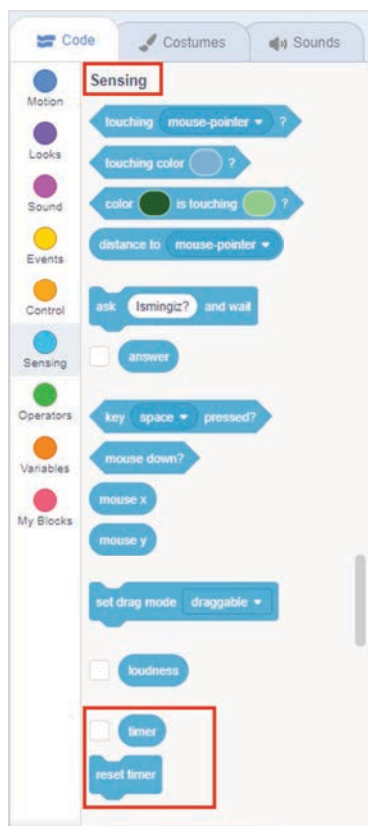 Code Costumes Sounds
Motion
Looks
Sound
Events
Control
Sensing
Operators
Variables
My Blocks
Sensing
touching mouse-pointer ?
touching color ?
color is touching ?
distance to mouse-pointer
ask Ismingiz? and wait
answer
key space pressed?
mouse down?
mouse x
mouse y
set drag mode draggable
loudness
timer
reset timer